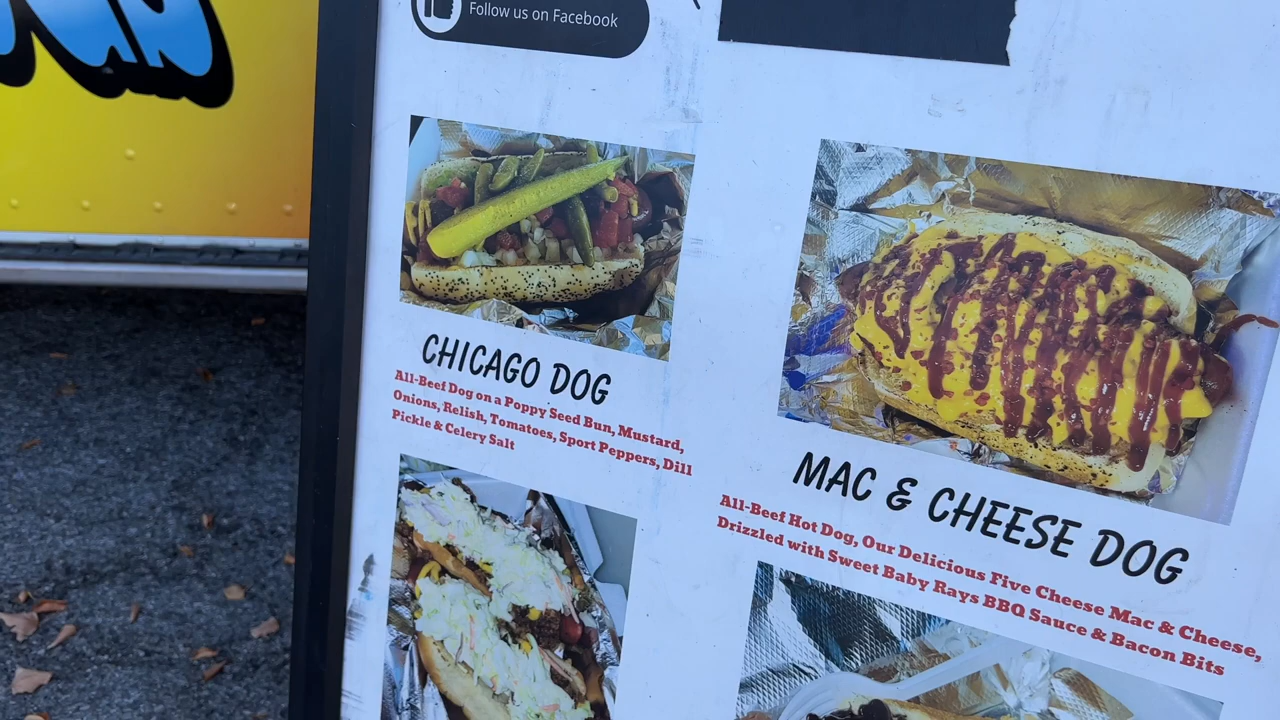 Follow us on Facebook
CHICAGO DOG
All-Beef Dog on a Poppy Seed Bun, Mustard,
Onions, Relish, Tomatoes, Sport Peppers, Dill
Pickle & Celery Salt
MAC & CHEESE DOG
All-Beef Hot Dog, Our Delicious Five Cheese Mac & Cheese,
Drizzled with Sweet Baby Rays BBQ Sauce & Bacon Bits